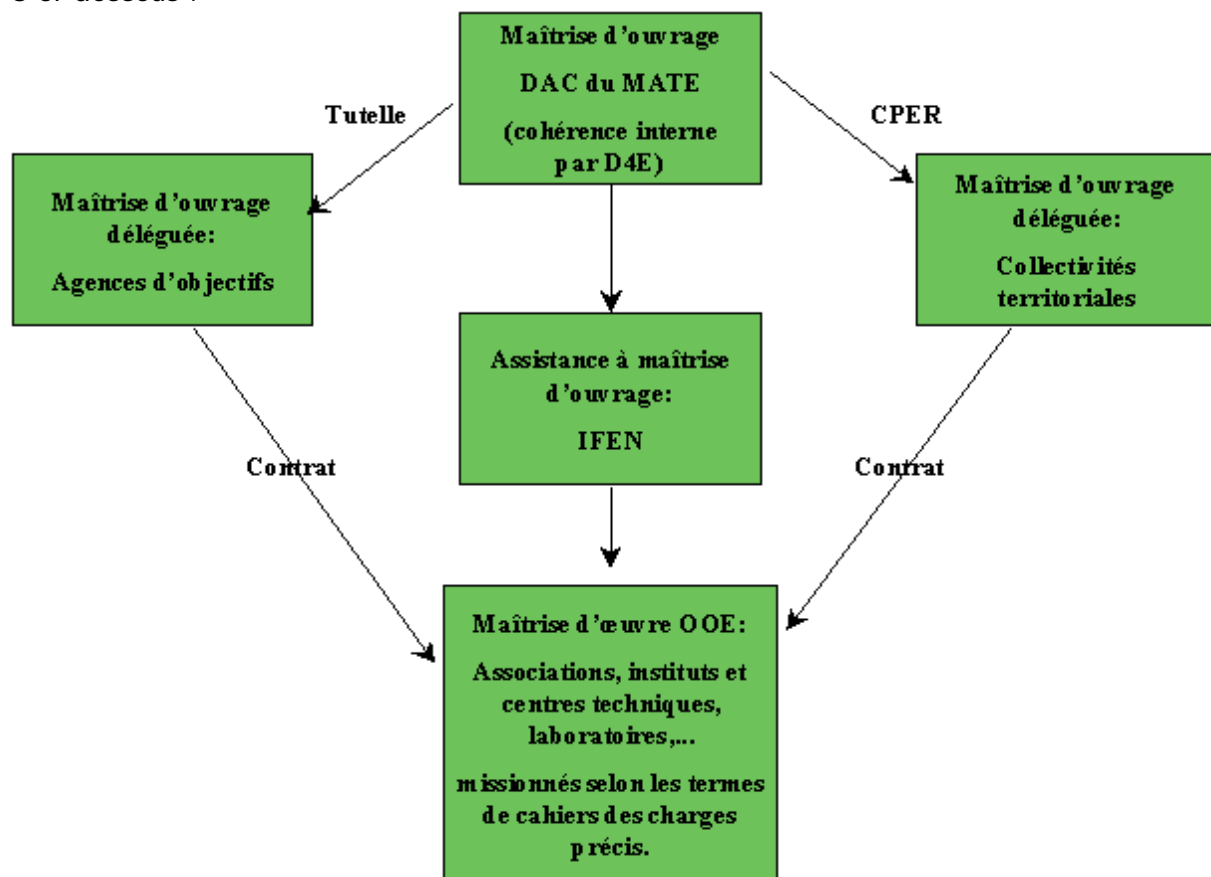 Maîtrise d'ouvrage
DAC du MATE
(cohérence interne
par D4E)
Tutelle
CPER
Maîtrise d'ouvrage
déléguée:
Agences d'objectifs
Maîtrise d'ouvrage
déléguée:
Collectivités
territoriales
Assistance à maîtrise
d'ouvrage:
IFEN
Contrat
Contrat
Maîtrise d'œuvre OOE:
Associations, instituts et
centres techniques,
laboratoires,...
missionnés selon les termes
de cahiers des charges
précis.